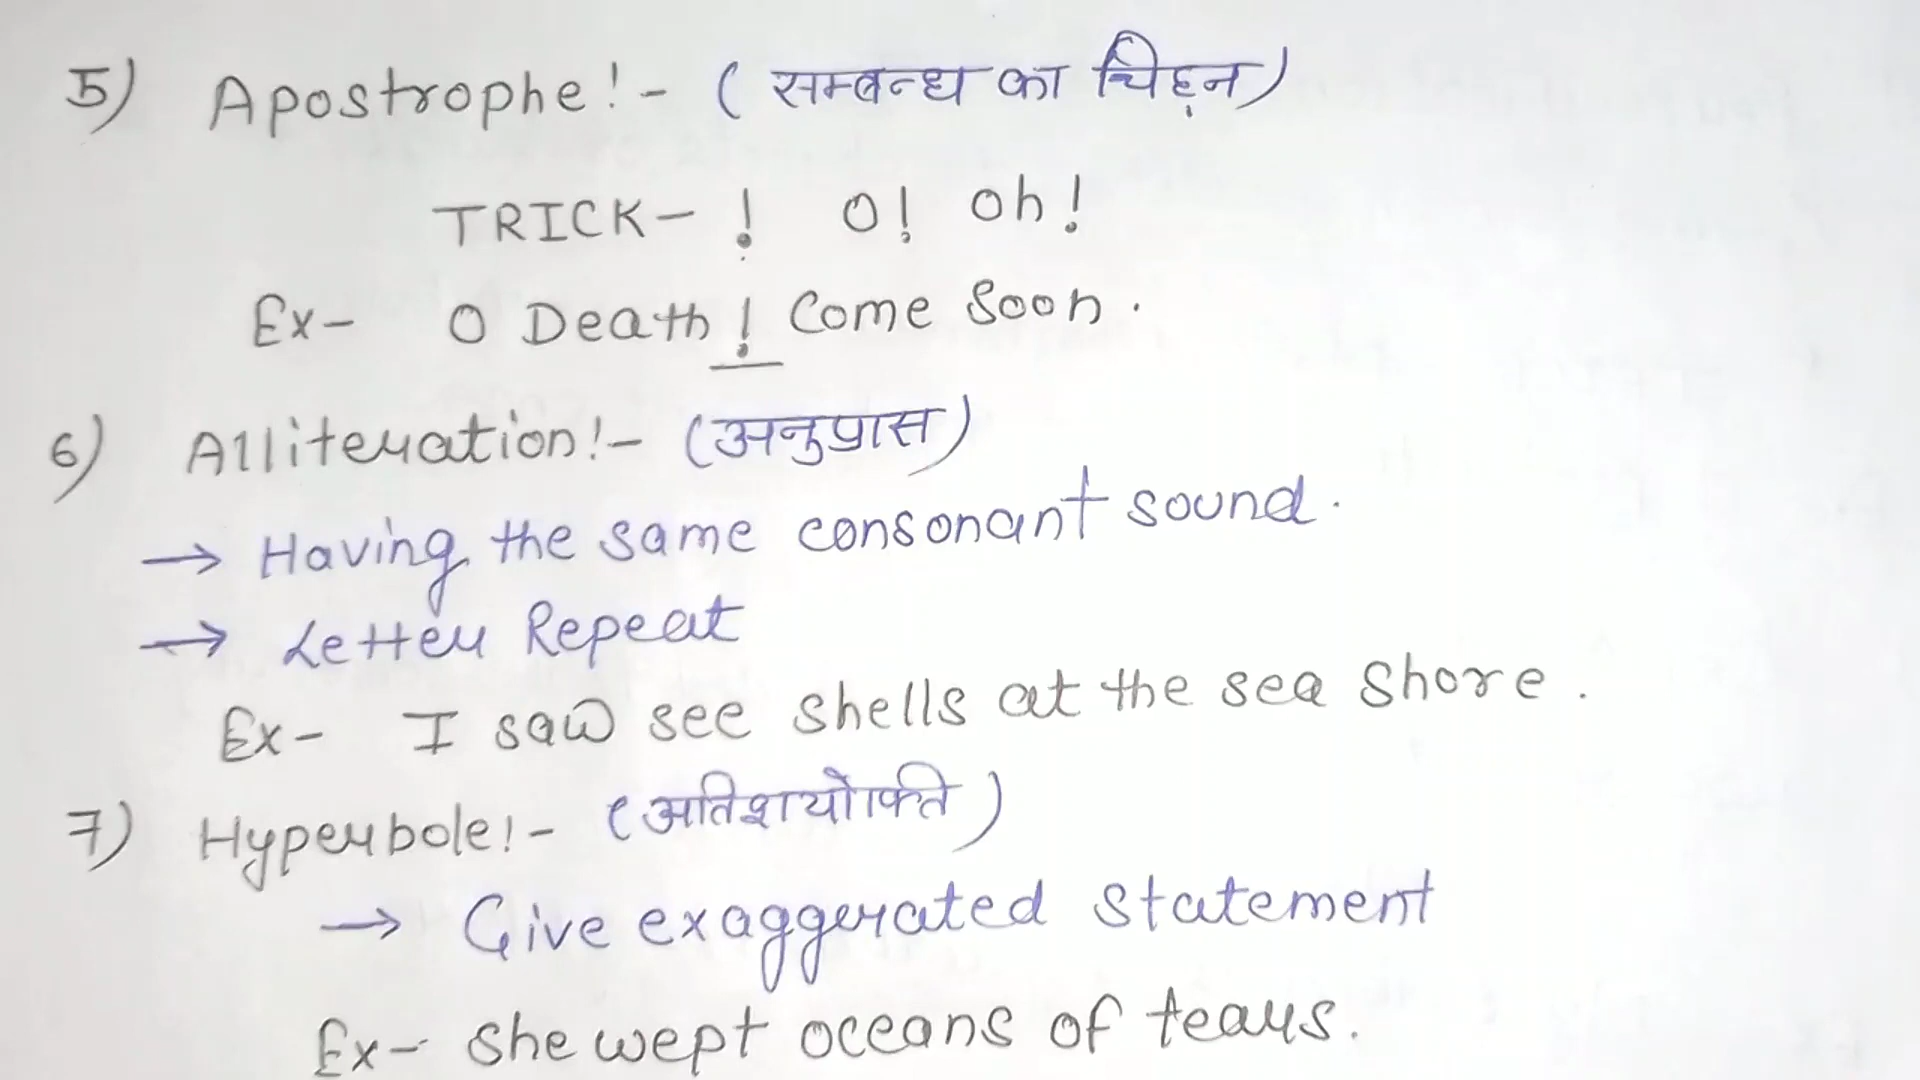 5) Apostrophe!- (सम्बन्ध का चिह्न)
TRICK- ! O! Oh!
Ex- O Death! Come Soon.
6) Alliteration!- (अनुप्रास)
→ Having the same consonant sound.
→ Letter Repeat
Ex- I saw see shells at the sea shore.
7) Hyperbole!- (अतिशयोक्ति)
→ Give exaggerated statement
Ex- She wept oceans of tears.